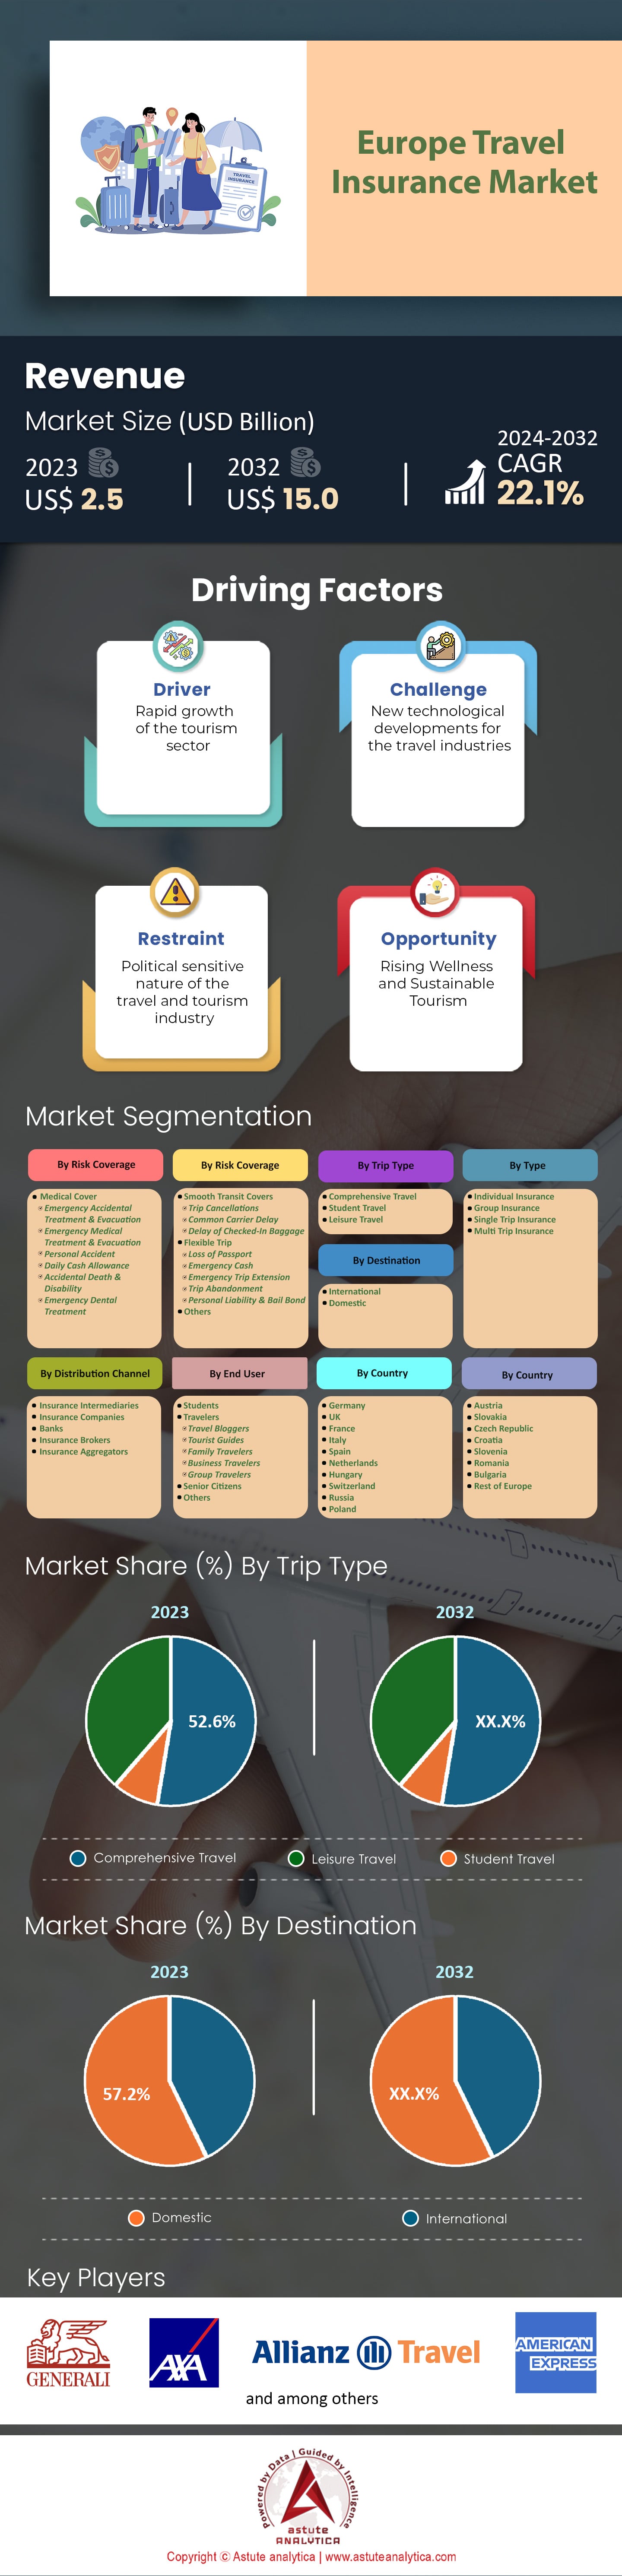 TRAVEL
INSURANCE
Europe Travel
Insurance Market
Revenue
Market Size (USD Billion)
2023
US$ 2.5
2032
US$ 15.0
2024-2032
CAGR
22.1%
Driving Factors
Driver
Rapid growth
of the tourism
sector
Challenge
New technological
developments for
the travel industries
Restraint
Political sensitive
nature of the
travel and tourism
industry
Opportunity
Rising Wellness
and Sustainable
Tourism
Market Segmentation
By Risk Coverage
Medical Cover
Emergency Accidental
Treatment & Evacuation
Emergency Medical
Treatment & Evacuation
Personal Accident
Daily Cash Allowance
Accidental Death &
Disability
Emergency Dental
Treatment
By Risk Coverage
Smooth Transit Covers
Trip Cancellations
Common Carrier Delay
Delay of Checked-In Baggage
Flexible Trip
Loss of Passport
Emergency Cash
Emergency Trip Extension
Trip Abandonment
Personal Liability & Bail Bond
Others
By Trip Type
Comprehensive Travel
Student Travel
Leisure Travel
By Destination
International
Domestic
By Type
Individual Insurance
Group Insurance
Single Trip Insurance
Multi Trip Insurance
By Distribution Channel
Insurance Intermediaries
Insurance Companies
Banks
Insurance Brokers
Insurance Aggregators
By End User
Students
Travelers
Travel Bloggers
Tourist Guides
Family Travelers
Business Travelers
Group Travelers
Senior Citizens
Others
By Country
Germany
UK
France
Italy
Spain
Netherlands
Hungary
Switzerland
Russia
Poland
By Country
Austria
Slovakia
Czech Republic
Croatia
Slovenia
Romania
Bulgaria
Rest of Europe
Market Share (%) By Trip Type
2023
52.6%
2032
XX.X%
Comprehensive Travel
Leisure Travel
Student Travel
Market Share (%) By Destination
2023
57.2%
2032
XX.X%
Domestic
International
Key Players
GENERALI
AXA
Allianz Travel
AMERICAN
EXPRESS
and among others
Powered by Data | Guided by Intelligence
astute
ANALYTICA
Copyright © Astute analytica | www.astuteanalytica.com